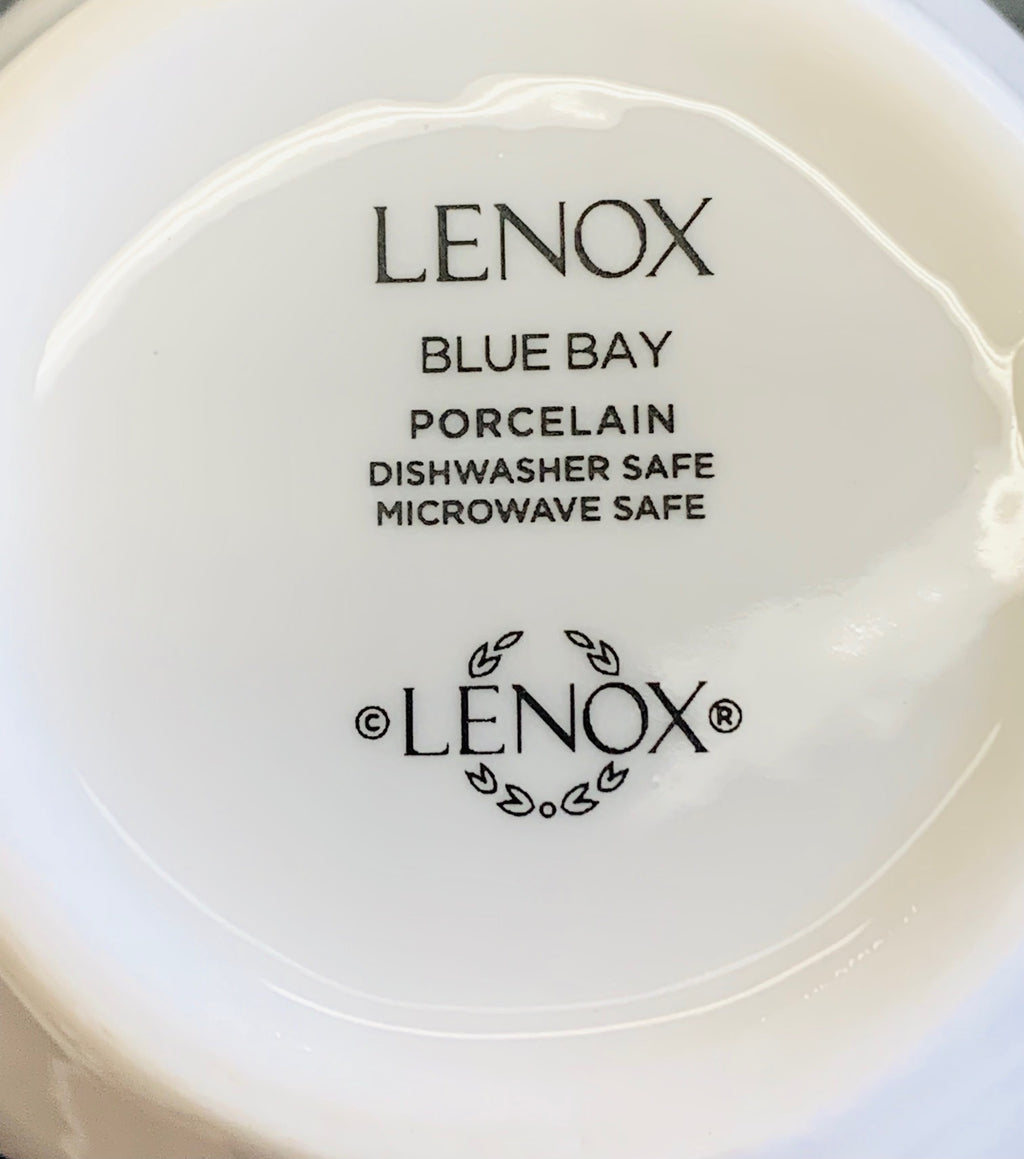 LENOX
BLUE BAY
PORCELAIN
DISHWASHER SAFE
MICROWAVE SAFE
©LENOX®